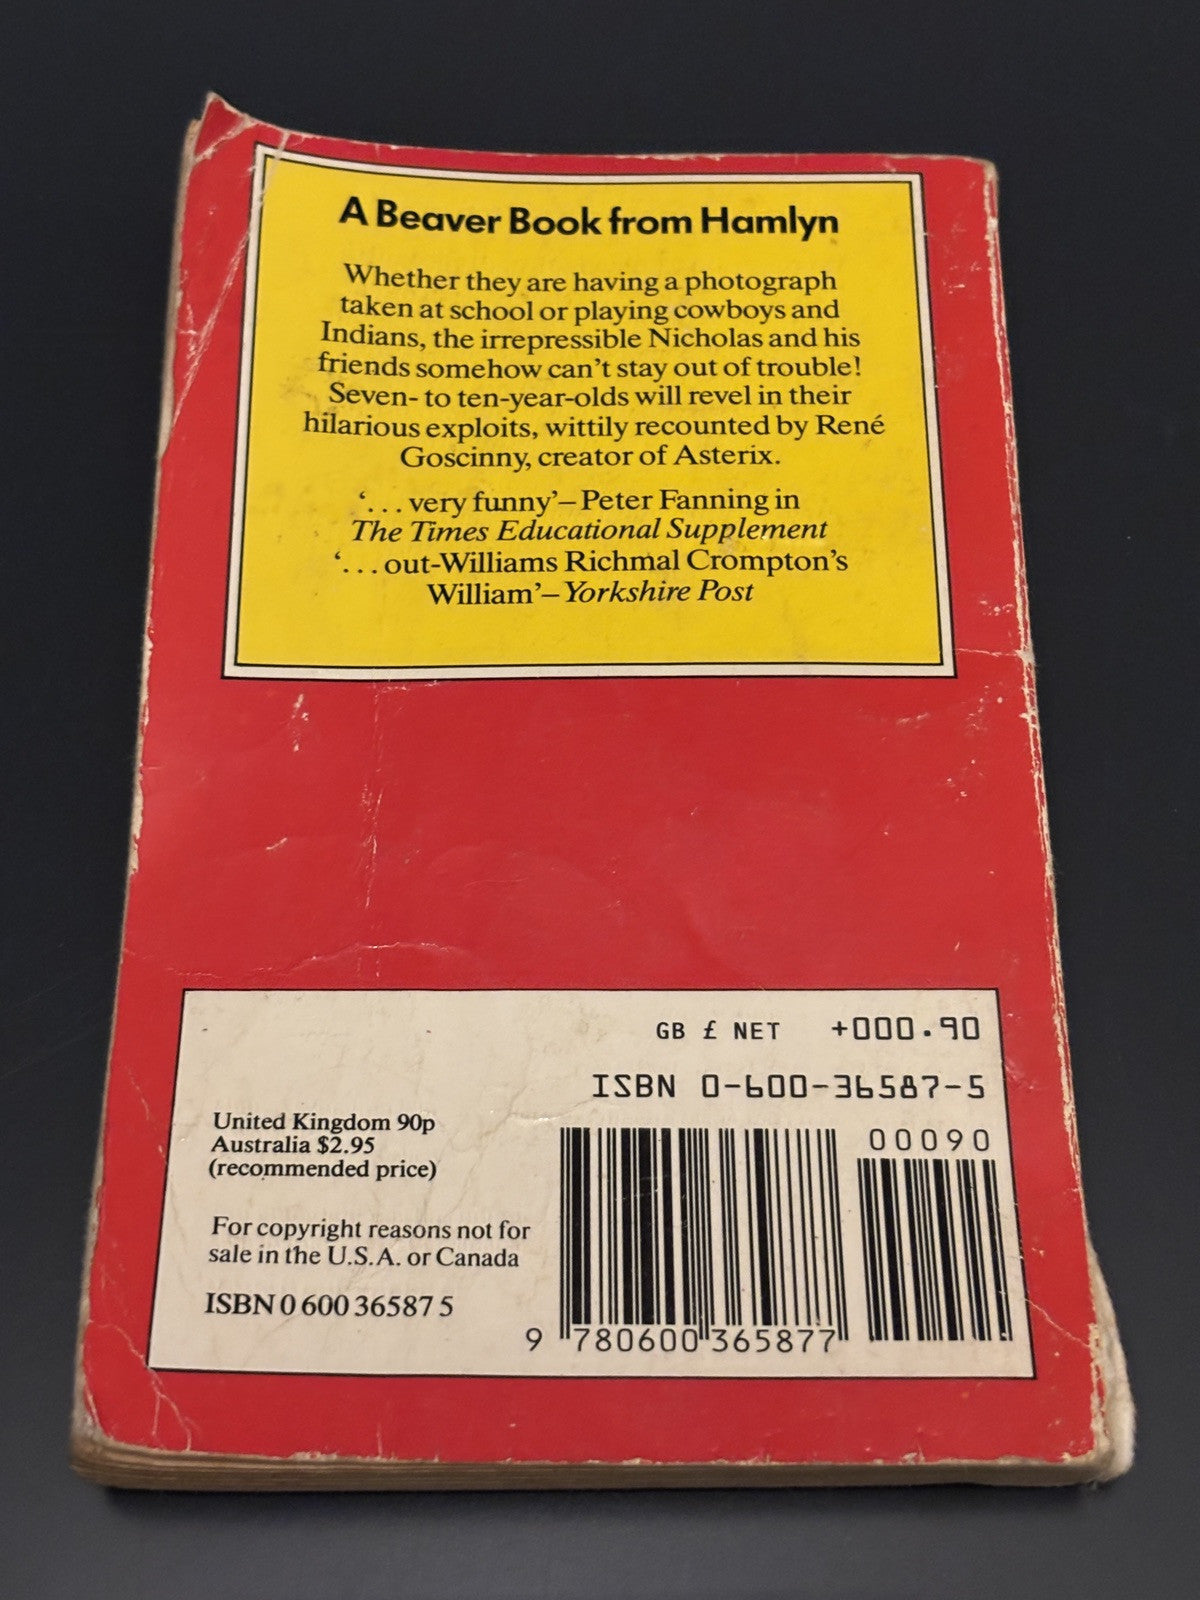 A Beaver Book from Hamlyn
Whether they are having a photograph
taken at school or playing cowboys and
Indians, the irrepressible Nicholas and his
friends somehow can't stay out of trouble!
Seven- to ten-year-olds will revel in their
hilarious exploits, wittily recounted by René
Goscinny, creator of Asterix.
‘... very funny’–Peter Fanning in
The Times Educational Supplement
‘... out-Williams Richmal Crompton's
William’–Yorkshire Post
GB £ NET +000.90
ISBN 0-600-36587-5
00090
United Kingdom 90p
Australia $2.95
(recommended price)
For copyright reasons not for
sale in the U.S.A. or Canada
ISBN 0 600 36587 5
9 780600 365877